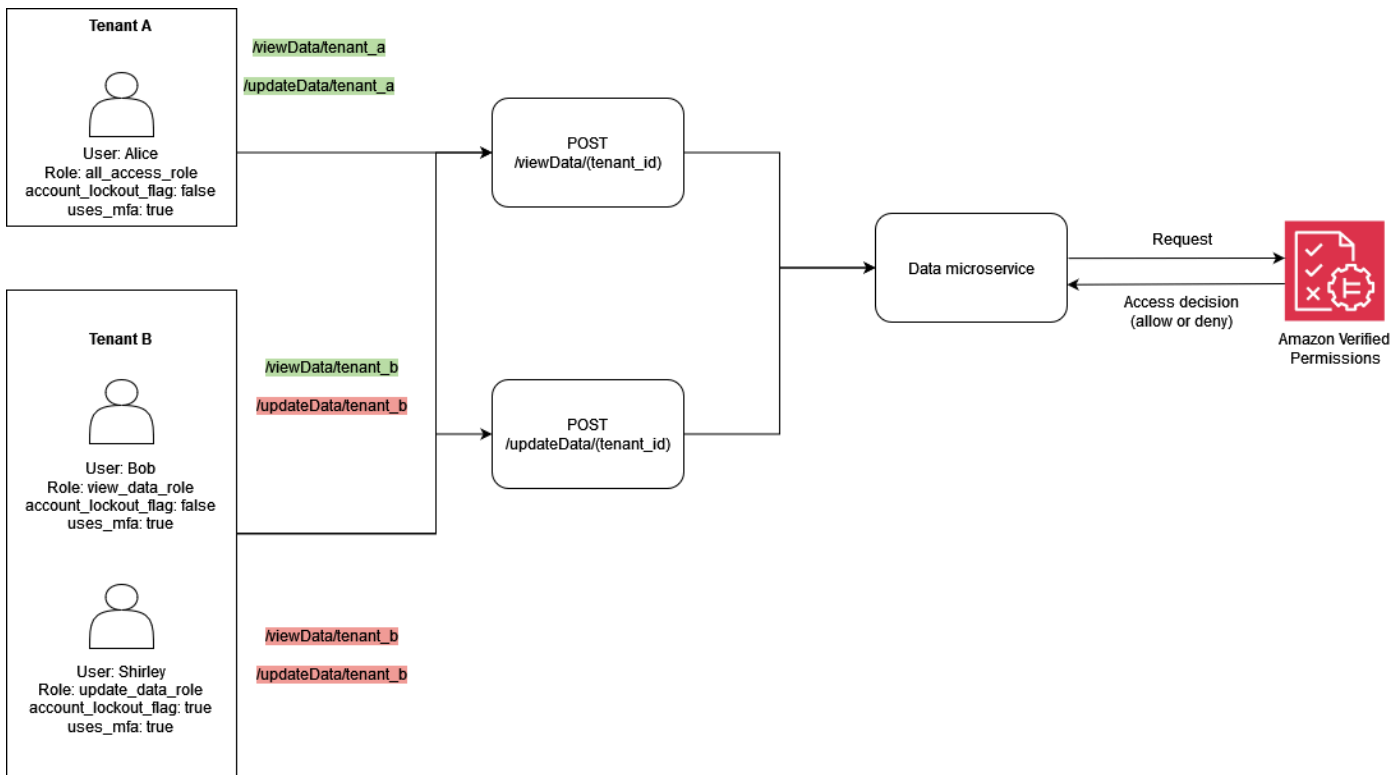 Tenant A
User: Alice
Role: all_access_role
account_lockout_flag: false
uses_mfa: true
/viewData/tenant_a
/updateData/tenant_a
POST
/viewData/(tenant_id)
Data microservice
Request
Access decision
(allow or deny)
Amazon Verified
Permissions
Tenant B
User: Bob
Role: view_data_role
account_lockout_flag: false
uses_mfa: true
/viewData/tenant_b
/updateData/tenant_b
POST
/updateData/(tenant_id)
User: Shirley
Role: update_data_role
account_lockout_flag: true
uses_mfa: true
/viewData/tenant_b
/updateData/tenant_b